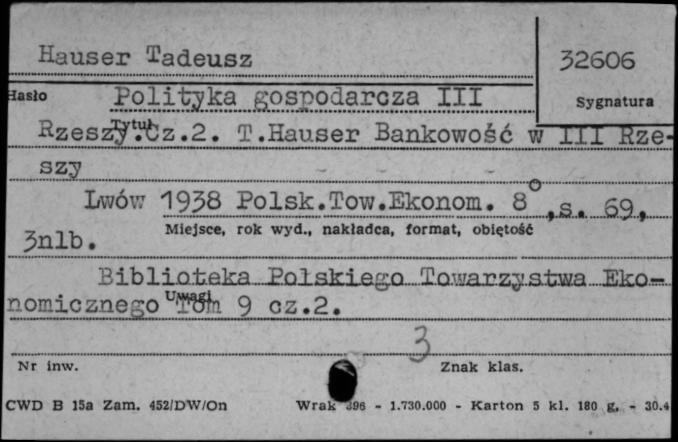 Hauser Tadeusz
32606
Hasło
Polityka gospodarcza III
Sygnatura
Tytuł
Rzeszy.Cz.2. T.Hauser Bankowość w III Rze-
szy
Lwów 1938 Polsk.Tow.Ekonom. 8° ,s. 69,
Miejsce, rok wyd., nakładca, format, objętość
3nlb.
Biblioteka Polskiego Towarzystwa Eko-
Uwagi
nomicznego Tom 9 cz.2.
3
Nr inw.
Znak klas.
CWD B 15a Zam. 452/DW/On
Wrak 396 - 1.730.000 - Karton 5 kl. 180 g. - 30.4